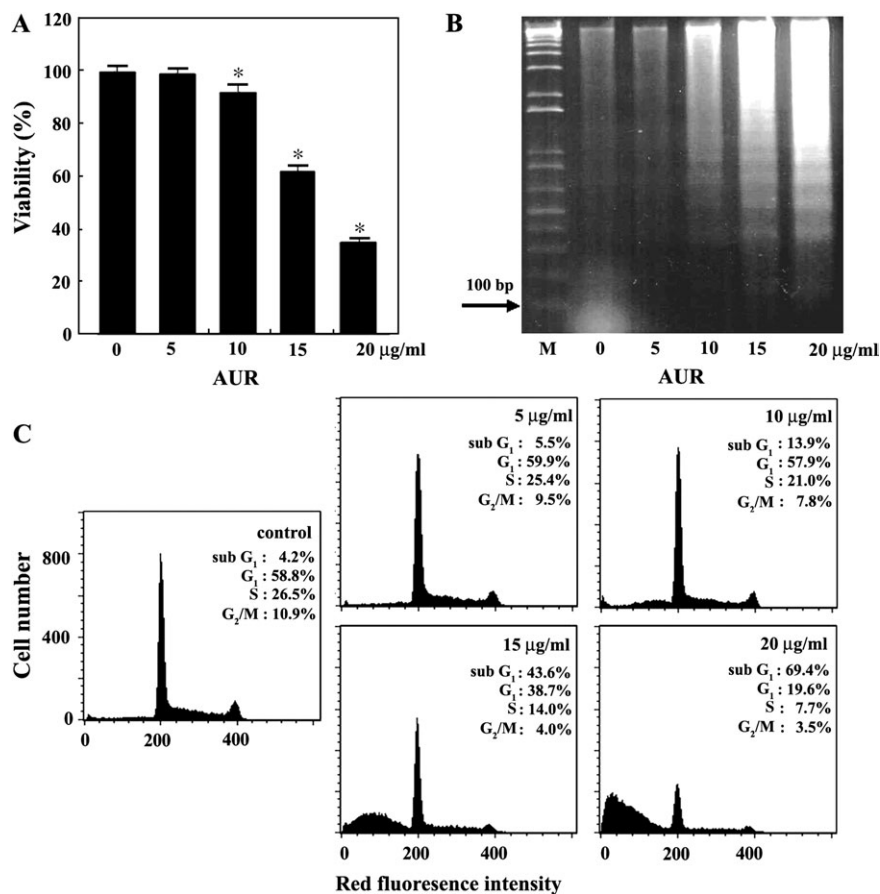 A
Viability (%)
120
100
80
60
40
20
0
*
*
*
0 5 10 15 20 μg/ml
AUR
B
100 bp
M 0 5 10 15 20 μg/ml
AUR
C
Cell number
800
400
0
control
sub G1 : 4.2%
G1 : 58.8%
S : 26.5%
G2/M : 10.9%
0 200 400
5 μg/ml
sub G1 : 5.5%
G1 : 59.9%
S : 25.4%
G2/M : 9.5%
10 μg/ml
sub G1 : 13.9%
G1 : 57.9%
S : 21.0%
G2/M : 7.8%
15 μg/ml
sub G1 : 43.6%
G1 : 38.7%
S : 14.0%
G2/M : 4.0%
0 200 400
20 μg/ml
sub G1 : 69.4%
G1 : 19.6%
S : 7.7%
G2/M : 3.5%
0 200 400
Red fluoresence intensity